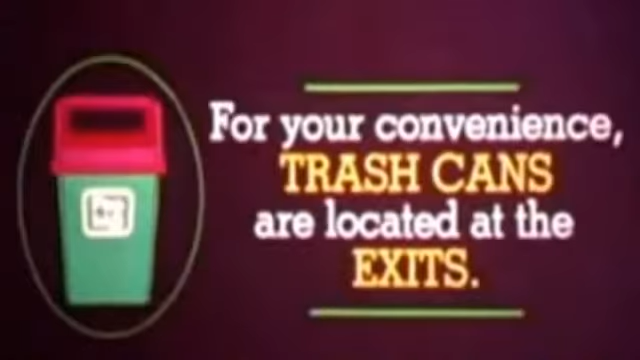 For your convenience,
TRASH CANS
are located at the
EXITS.